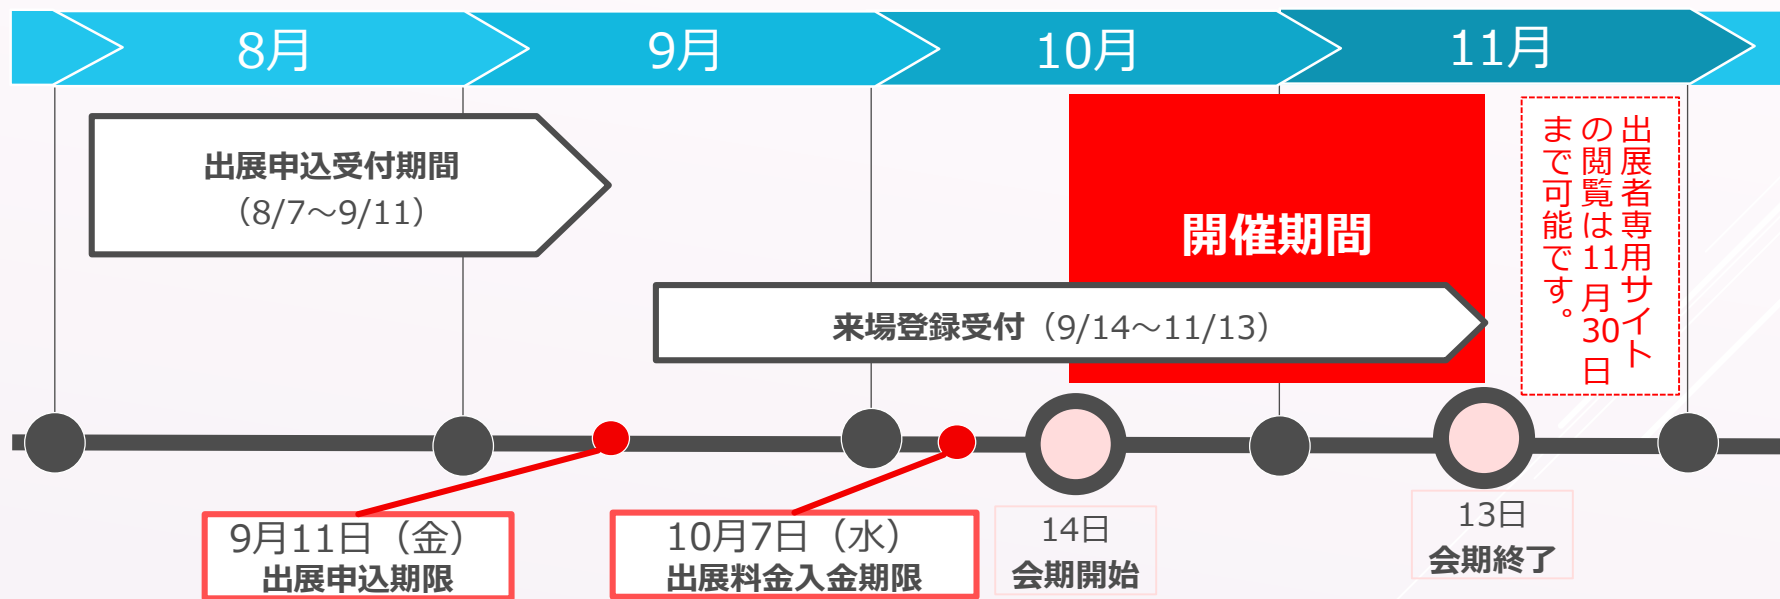 8月
9月
10月
11月
出展申込受付期間
（8/7～9/11）
開催期間
来場登録受付（9/14～11/13）
出展者専用サイト
の閲覧は11月30日
まで可能です。
9月11日（金）
出展申込期限
10月7日（水）
出展料金入金期限
14日
会期開始
13日
会期終了